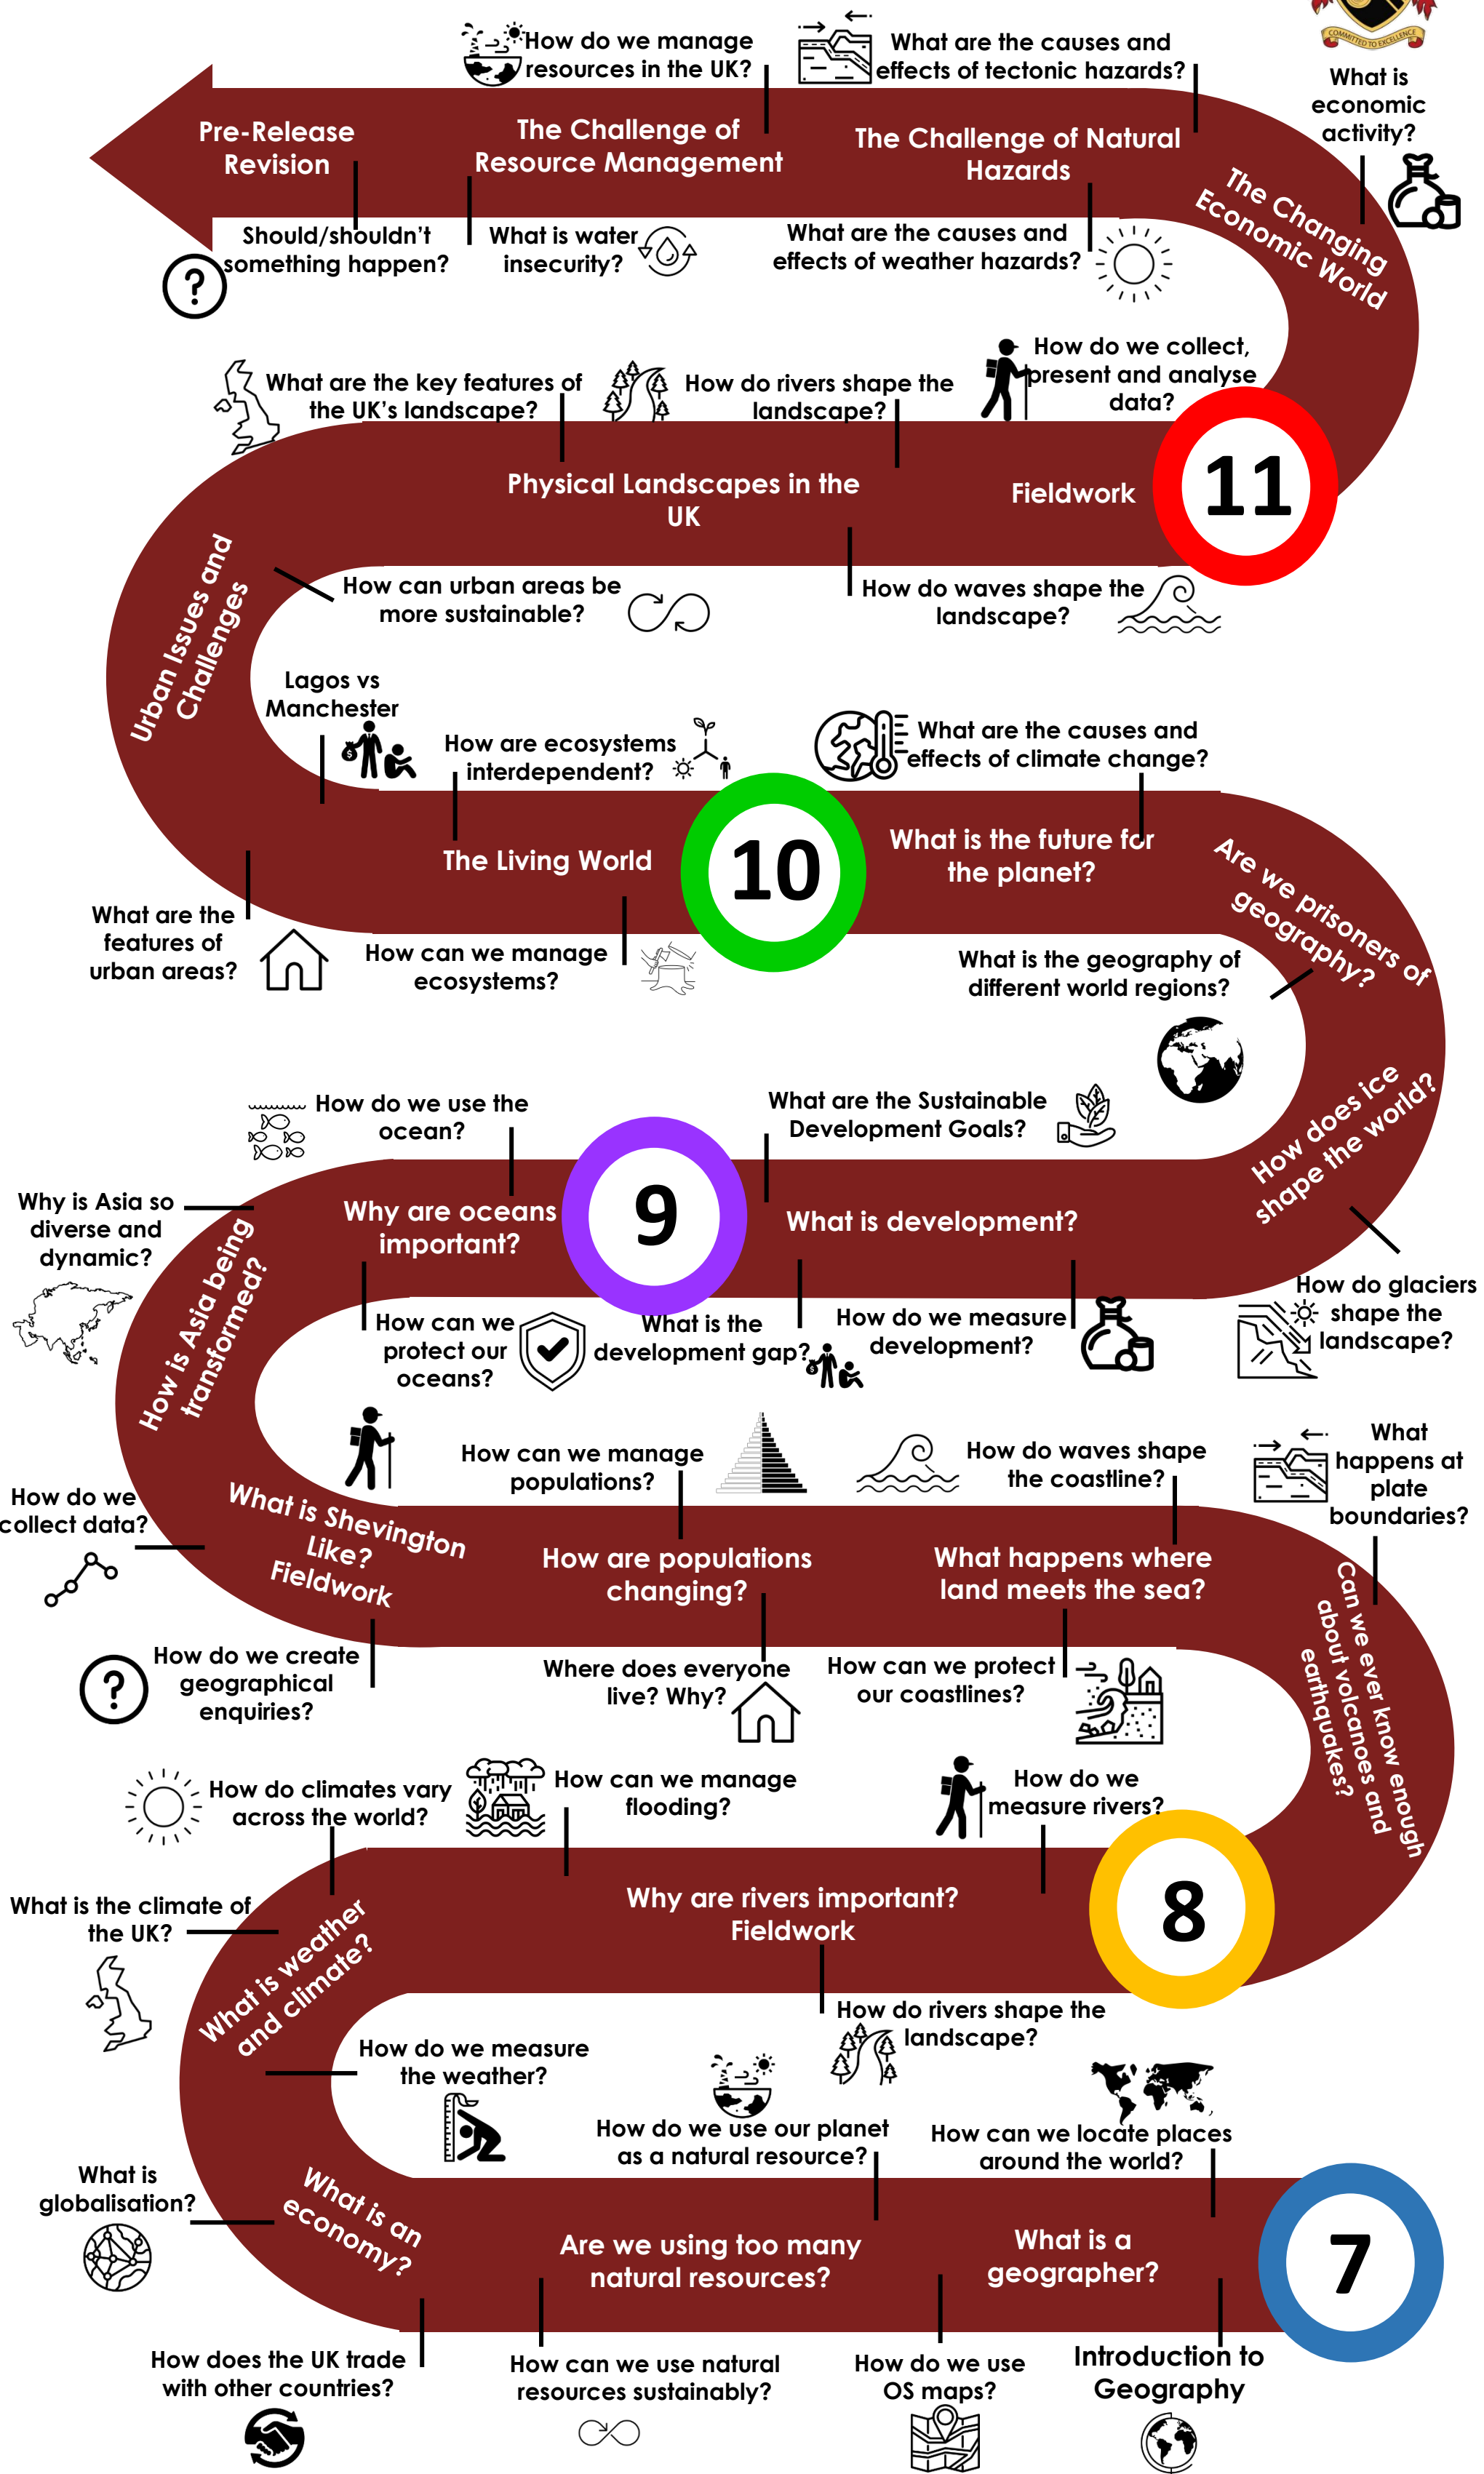 COMMITTED TO EXCELLENCE
How do we manage
resources in the UK?
What are the causes and
effects of tectonic hazards?
What is
economic
activity?
Pre-Release
Revision
The Challenge of
Resource Management
The Challenge of Natural
Hazards
The Changing
Economic World
Should/shouldn't
something happen?
?
What is water
insecurity?
What are the causes and
effects of weather hazards?
What are the key features of
the UK's landscape?
How do rivers shape the
landscape?
How do we collect,
present and analyse
data?
Physical Landscapes in the
UK
Fieldwork
11
Urban Issues and
Challenges
How can urban areas be
more sustainable?
How do waves shape the
landscape?
Lagos vs
Manchester
$
How are ecosystems
interdependent?
What are the causes and
effects of climate change?
The Living World
10
What is the future for
the planet?
Are we prisoners of
geography?
What are the
features of
urban areas?
How can we manage
ecosystems?
What is the geography of
different world regions?
How do we use the
ocean?
What are the Sustainable
Development Goals?
How does ice
shape the world?
Why is Asia so
diverse and
dynamic?
Why are oceans
important?
9
What is development?
How is Asia being
transformed?
How can we
protect our
oceans?
What is the
development gap?
$
How do we measure
development?
How do glaciers
shape the
landscape?
How can we manage
populations?
How do waves shape
the coastline?
What
happens at
plate
boundaries?
How do we
collect data?
What is Shevington
Like?
Fieldwork
How are populations
changing?
What happens where
land meets the sea?
Can we ever know enough
about volcanoes and
earthquakes?
?
How do we create
geographical
enquiries?
Where does everyone
live? Why?
How can we protect
our coastlines?
How do climates vary
across the world?
How can we manage
flooding?
How do we
measure rivers?
What is the climate of
the UK?
What is weather
and climate?
Why are rivers important?
Fieldwork
8
How do we measure
the weather?
How do rivers shape the
landscape?
How do we use our planet
as a natural resource?
How can we locate places
around the world?
What is
globalisation?
What is an
economy?
Are we using too many
natural resources?
What is a
geographer?
7
How does the UK trade
with other countries?
How can we use natural
resources sustainably?
How do we use
OS maps?
Introduction to
Geography